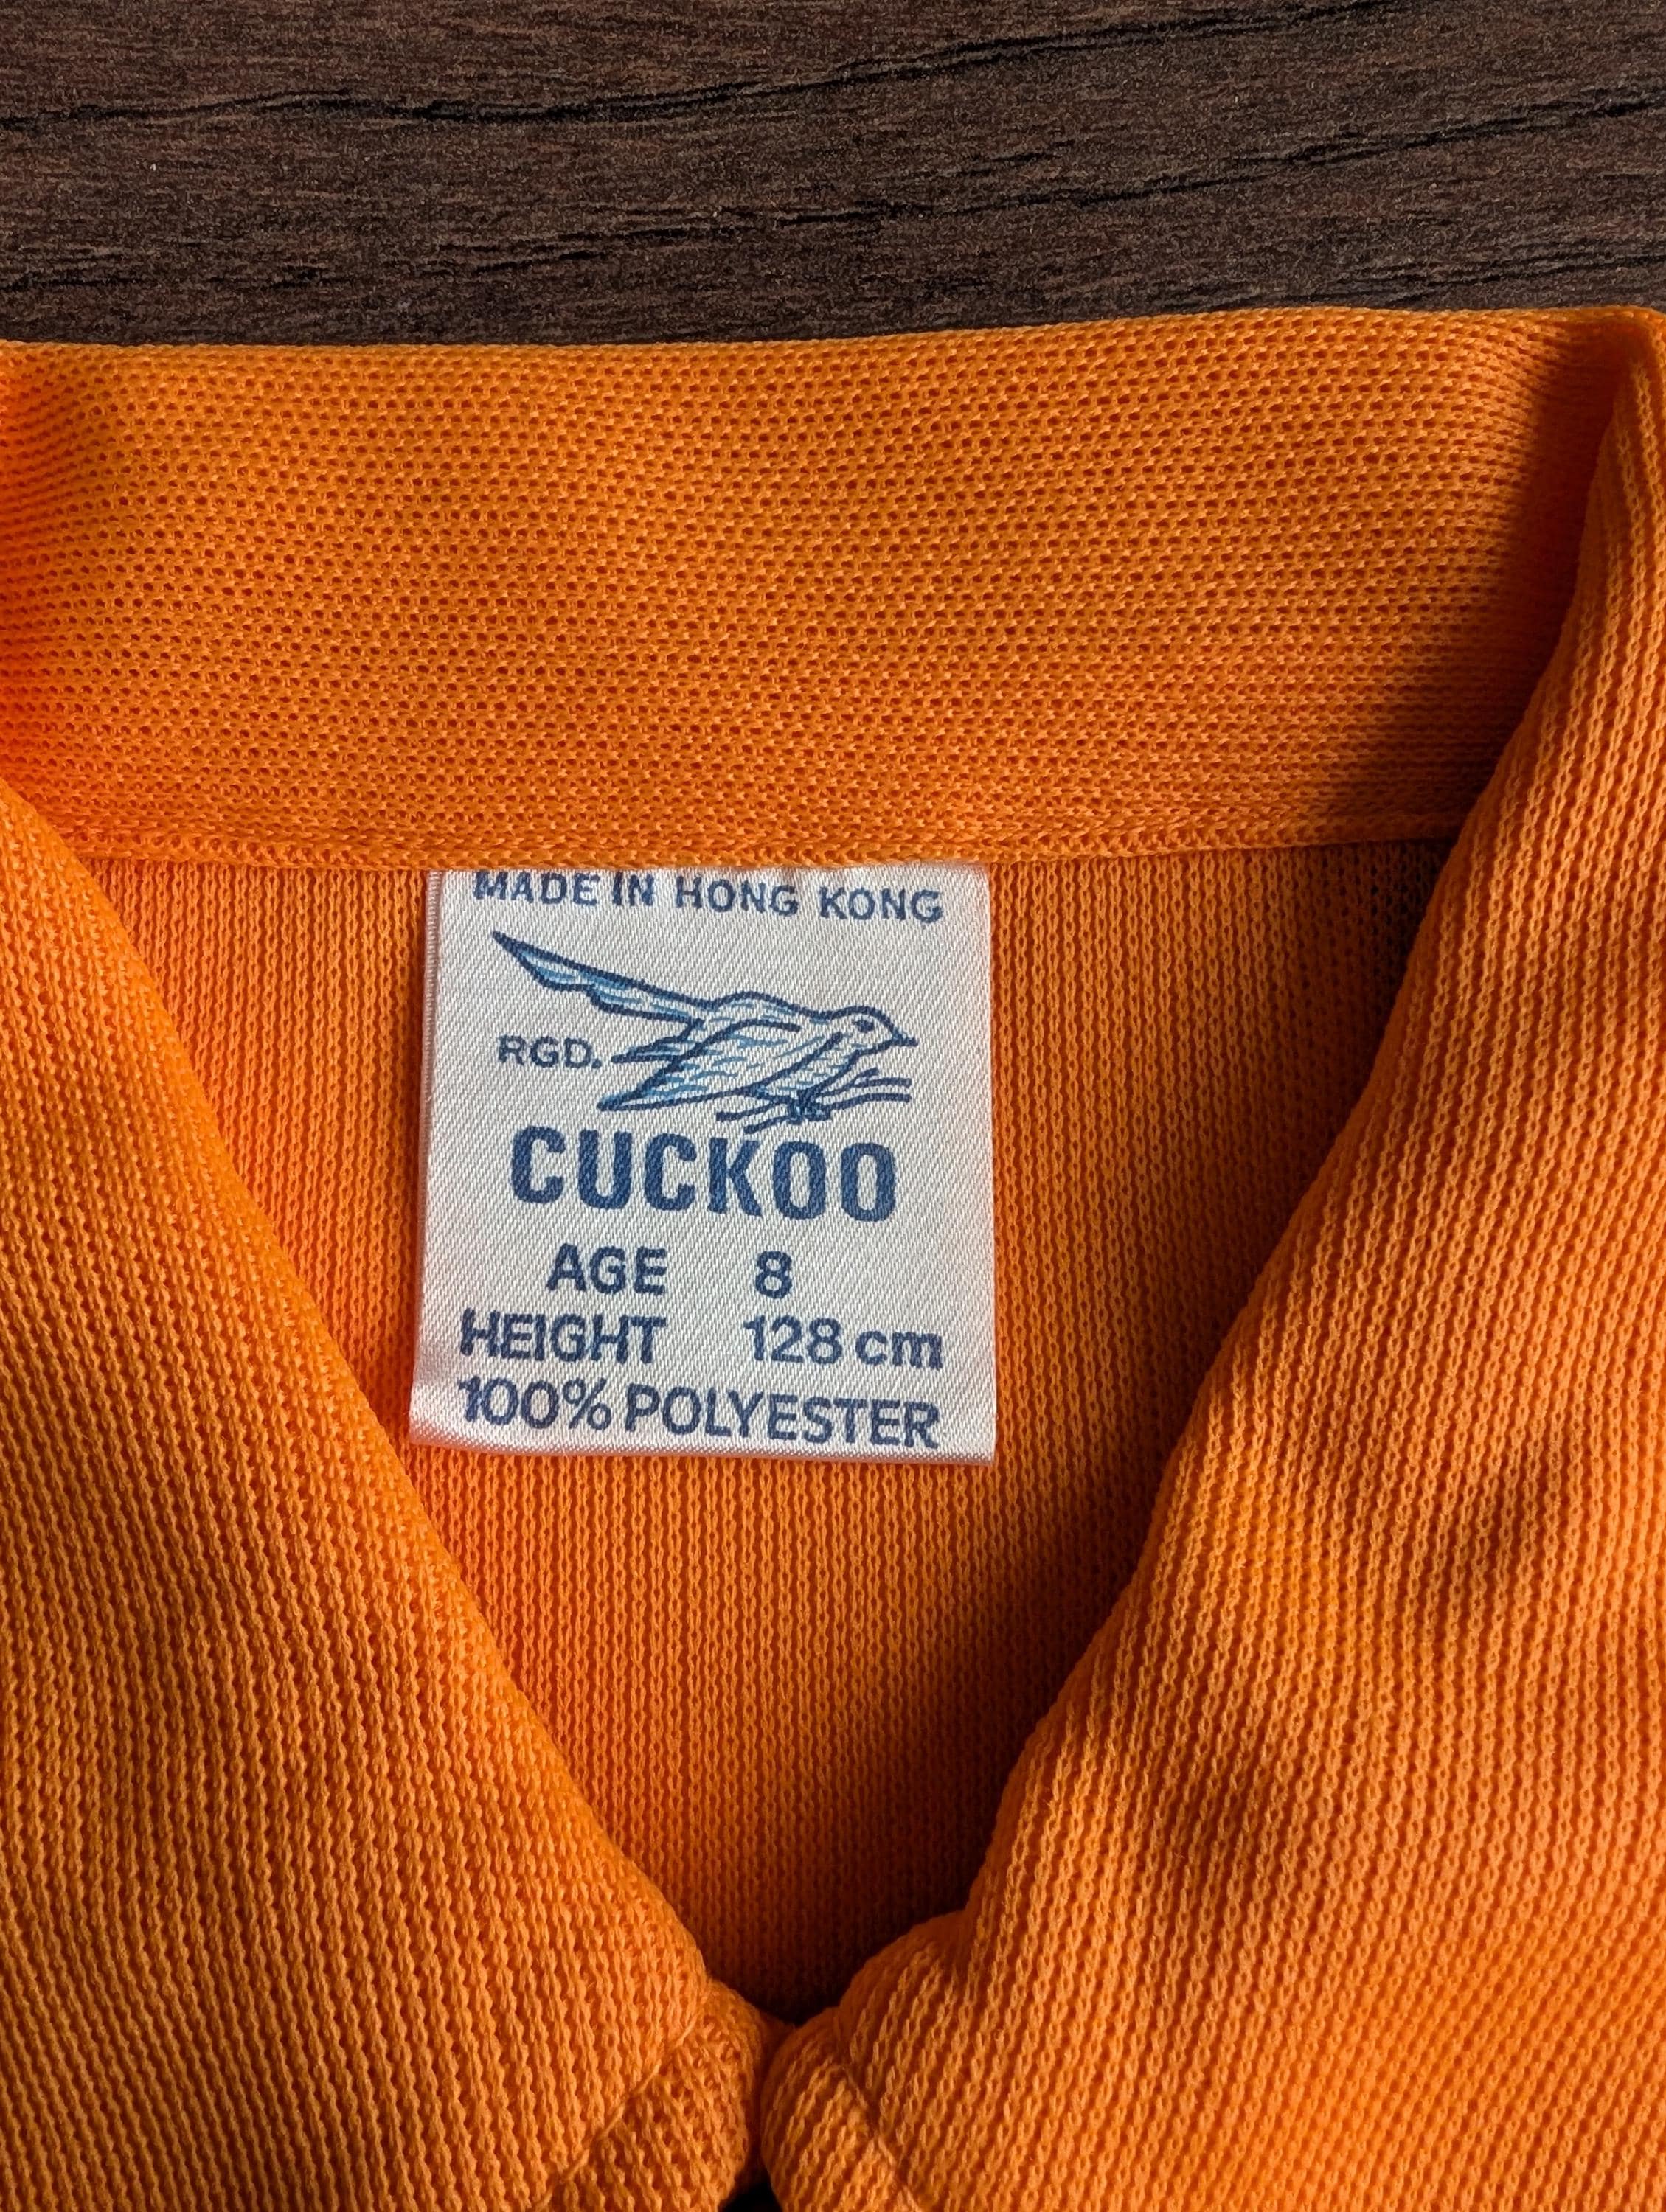 MADE IN HONG KONG
RGD.
CUCKOO
AGE 8
HEIGHT 128 cm
100% POLYESTER